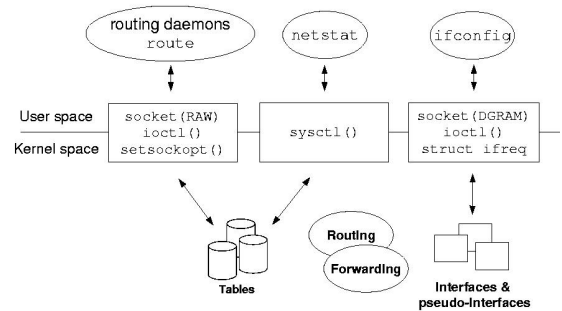 routing daemons
route
netstat
ifconfig
User space
Kernel space
socket(RAW)
ioctl()
setsockopt()
sysctl()
socket(DGRAM)
ioctl()
struct ifreq
Tables
Routing
Forwarding
Interfaces &
pseudo-interfaces